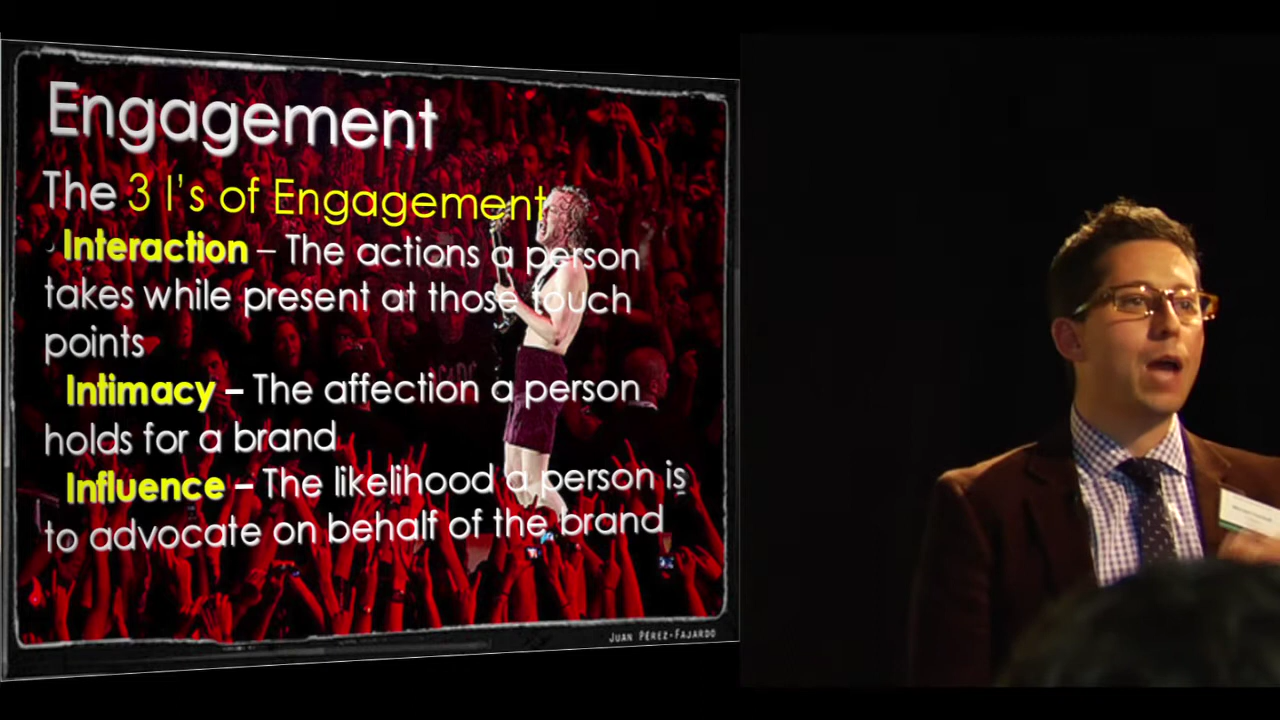 Engagement
The 3 I's of Engagement
Interaction – The actions a person
takes while present at those touch
points
Intimacy – The affection a person
holds for a brand
Influence – The likelihood a person is
to advocate on behalf of the brand
JUAN PÉREZ-FAJARDO